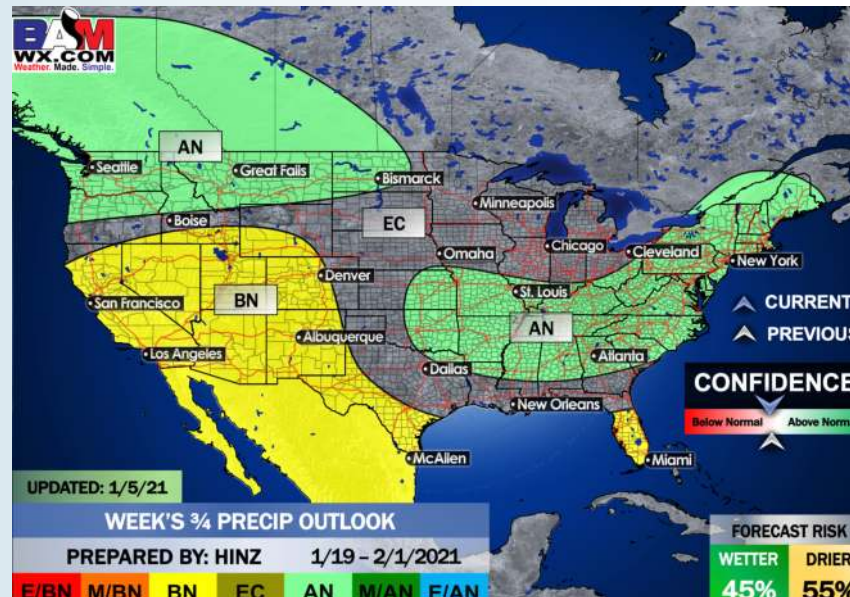 BAM
WX.COM
Weather. Made. Simple.
AN
Seattle
Great Falls
Bismarck
Boise
EC
Minneapolis
Omaha
Chicago
Cleveland
New York
Denver
San Francisco
BN
St. Louis
AN
Albuquerque
Los Angeles
Atlanta
Dallas
New Orleans
McAllen
Miami
CURRENT
PREVIOUS
CONFIDENCE
Below Normal Above Norm
UPDATED: 1/5/21
WEEK'S ¾ PRECIP OUTLOOK
PREPARED BY: HINZ 1/19 – 2/1/2021
E/BN M/BN BN EC AN M/AN E/AN
FORECAST RISK
WETTER DRIER
45% 55%